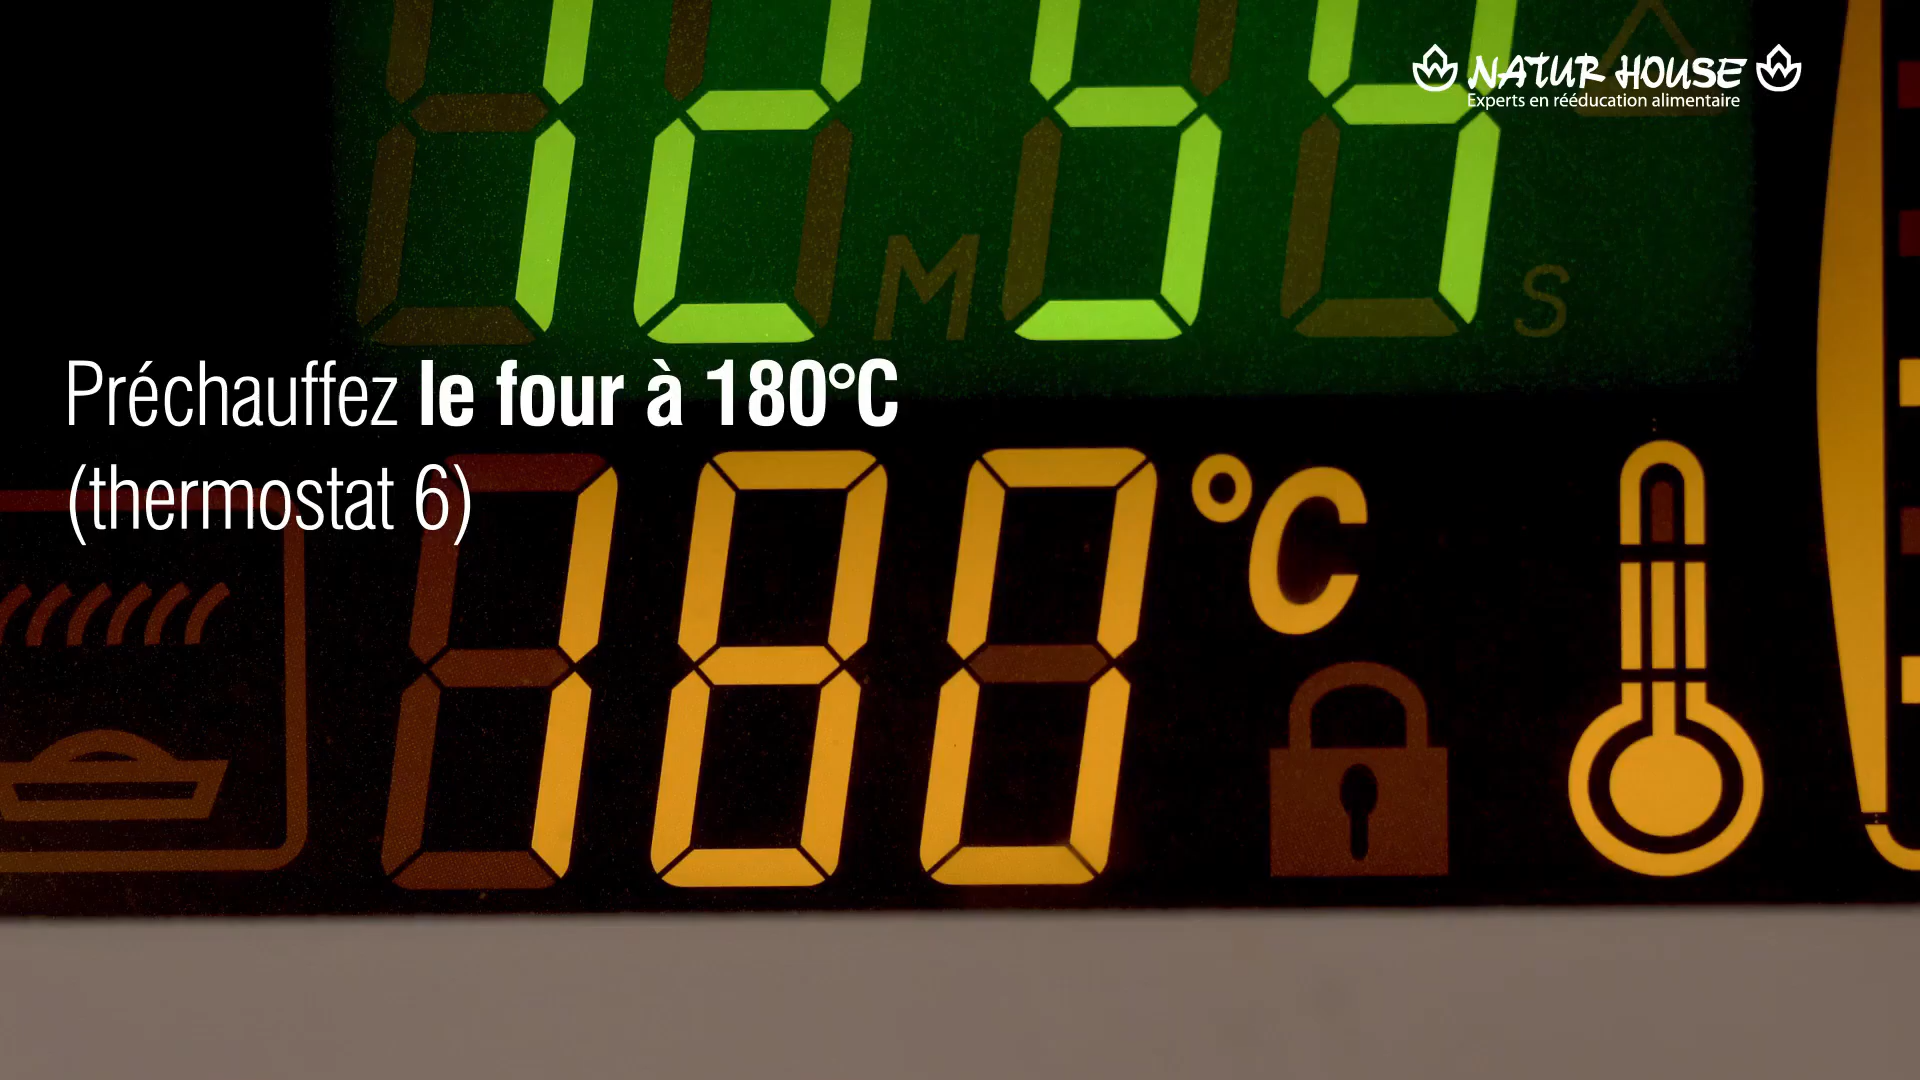 NATUR HOUSE
Experts en rééducation alimentaire
M
S
Préchauffez le four à 180°C
(thermostat 6)
180 °C